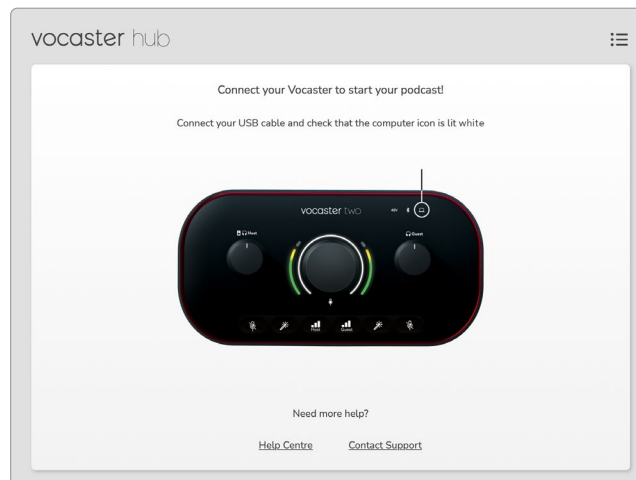 vocaster hub
Connect your Vocaster to start your podcast!
Connect your USB cable and check that the computer icon is lit white
vocaster two
48V
Host
Guest
Host
Guest
Need more help?
Help Centre Contact Support